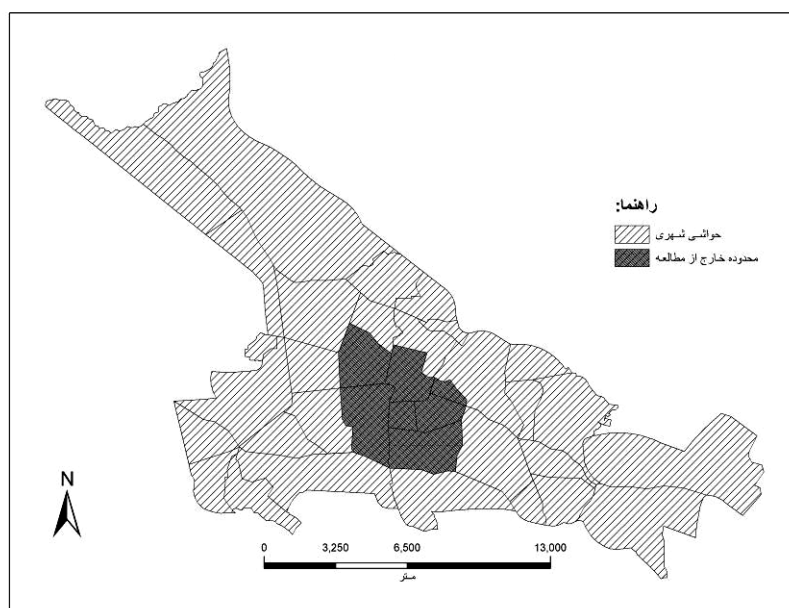 راهنما:
حواشی شهری
محدوده خارج از مطالعه
N
0 3,250 6,500 13,000
متر